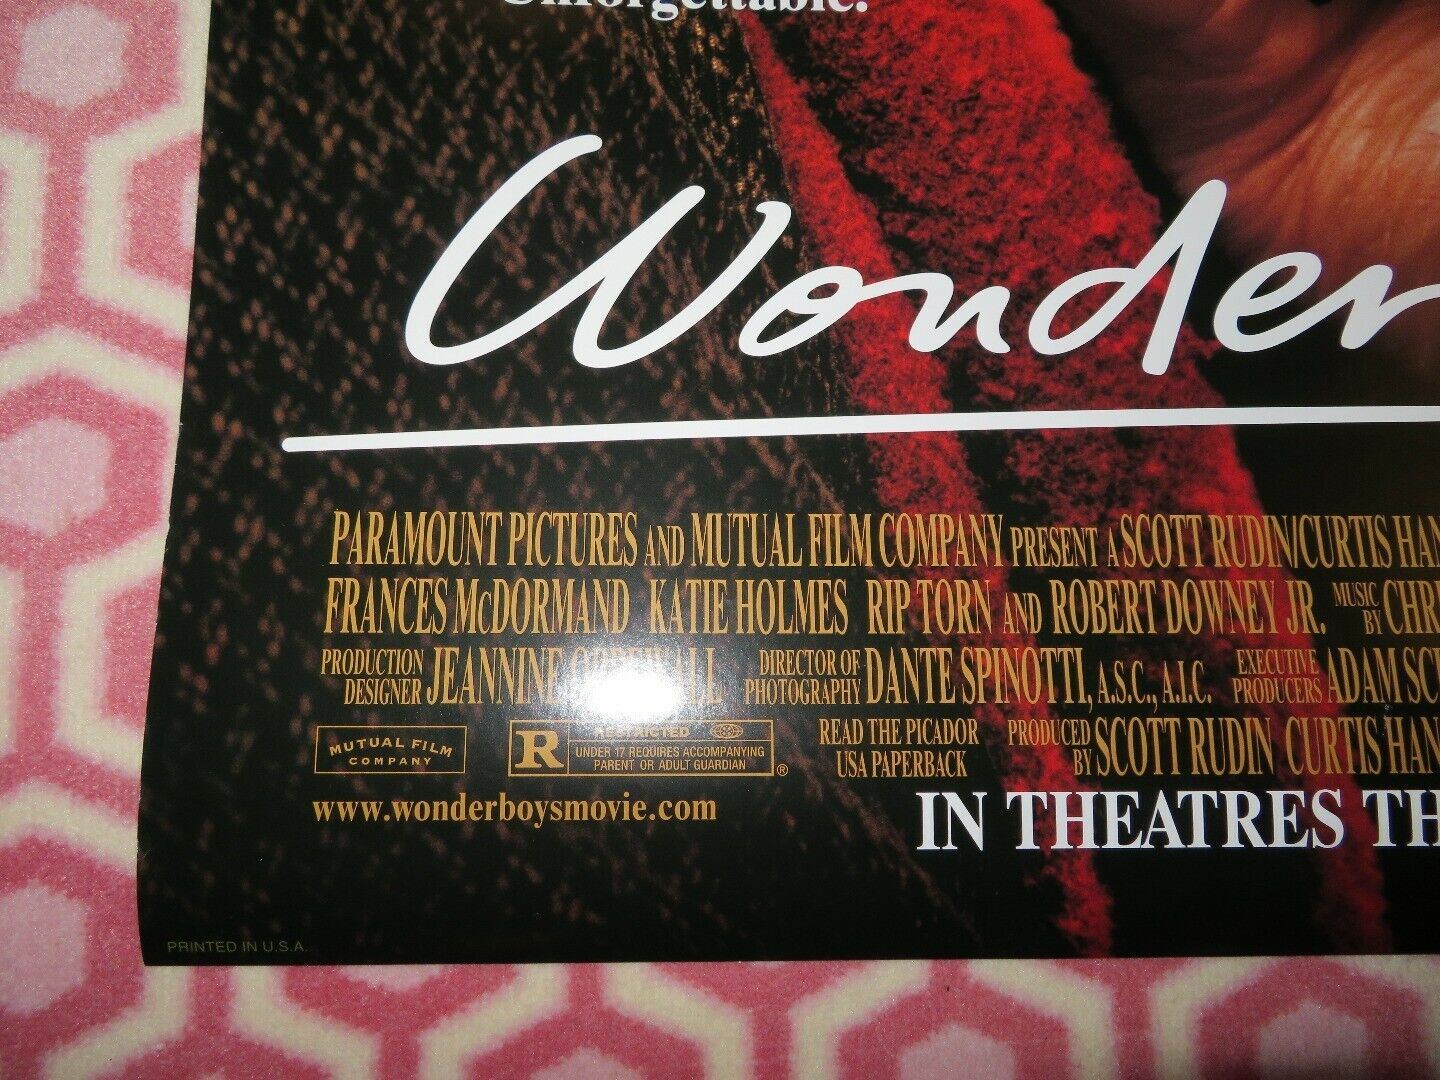 Unforgettable.
Wonder
PARAMOUNT PICTURES AND MUTUAL FILM COMPANY PRESENT A SCOTT RUDIN/CURTIS HAN
FRANCES McDORMAND KATIE HOLMES RIP TORN AND ROBERT DOWNEY JR. MUSIC BY CHR
PRODUCTION DESIGNER JEANNINE DIRECTOR OF PHOTOGRAPHY DANTE SPINOTTI, A.S.C., A.I.C. EXECUTIVE PRODUCERS ADAM SC
MUTUAL FILM COMPANY
R RESTRICTED
UNDER 17 REQUIRES ACCOMPANYING
PARENT OR ADULT GUARDIAN ®
READ THE PICADOR
USA PAPERBACK
PRODUCED BY SCOTT RUDIN CURTIS HAN
www.wonderboysmovie.com
IN THEATRES TH
PRINTED IN U.S.A.